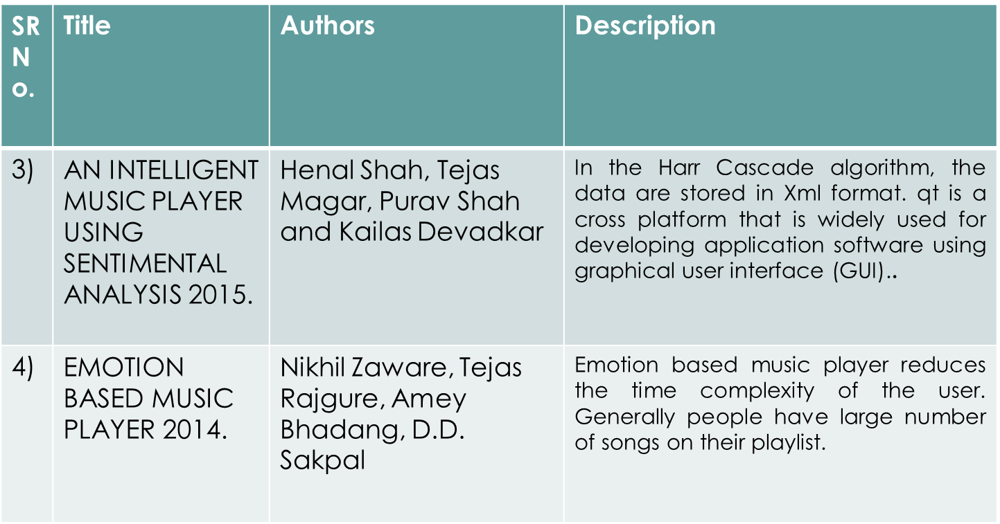 SR
N
o.
Title
Authors
Description
3)
AN INTELLIGENT
MUSIC PLAYER
USING
SENTIMENTAL
ANALYSIS 2015.
Henal Shah, Tejas
Magar, Purav Shah
and Kailas Devadkar
In the Harr Cascade algorithm, the
data are stored in Xml format. qt is a
cross platform that is widely used for
developing application software using
graphical user interface (GUI)..
4)
EMOTION
BASED MUSIC
PLAYER 2014.
Nikhil Zaware, Tejas
Rajgure, Amey
Bhadang, D.D.
Sakpal
Emotion based music player reduces
the time complexity of the user.
Generally people have large number
of songs on their playlist.